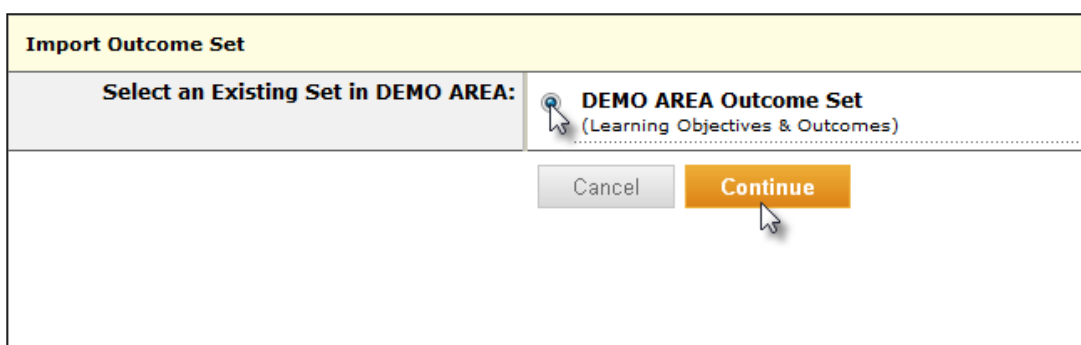 Import Outcome Set
Select an Existing Set in DEMO AREA:
DEMO AREA Outcome Set
(Learning Objectives & Outcomes)
Cancel
Continue